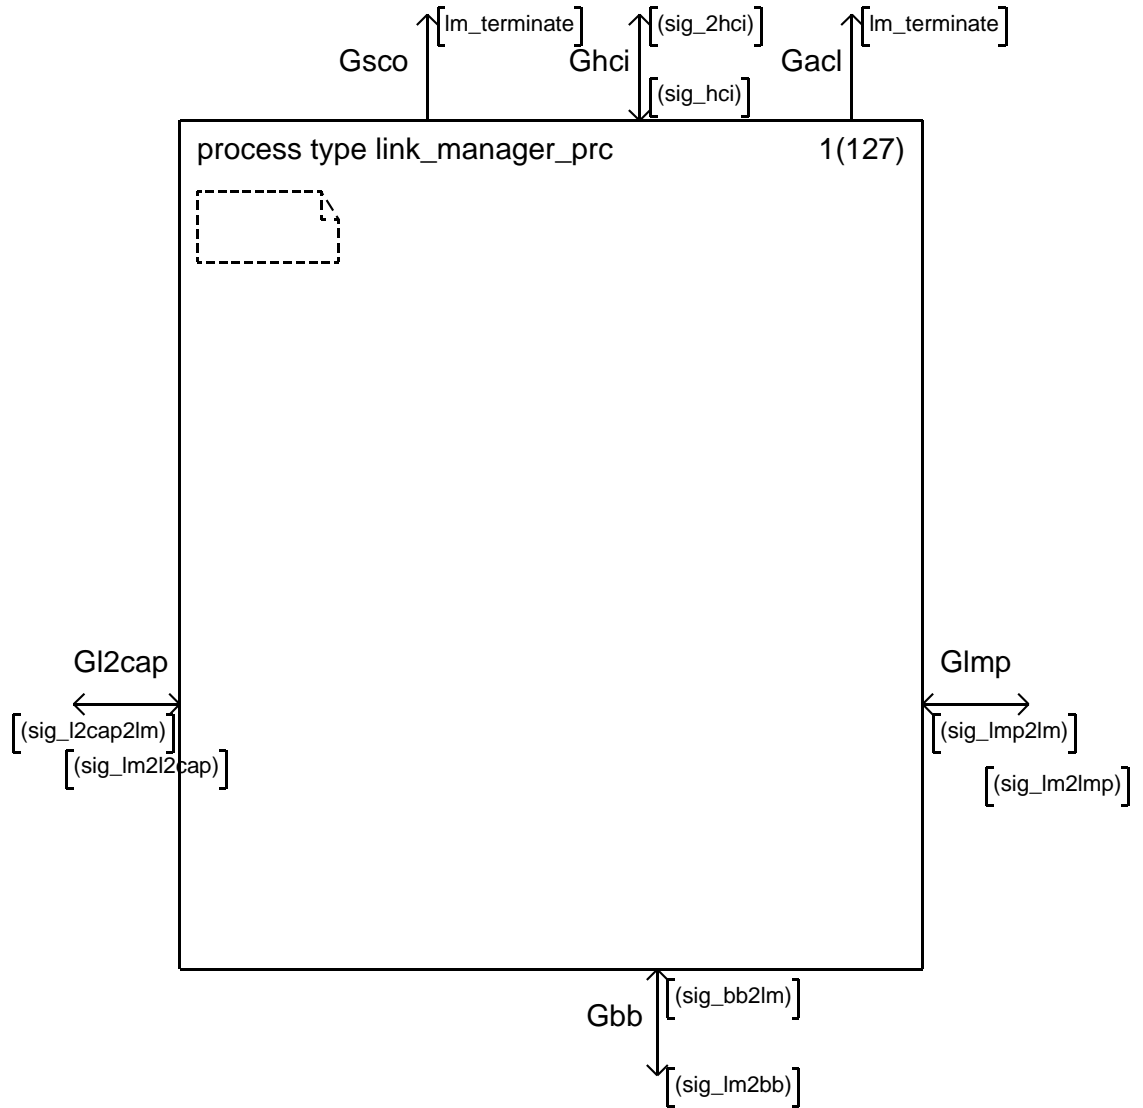 lm_terminate
(sig_2hci)
lm_terminate
Gsco
Ghci
Gacl
(sig_hci)
process type link_manager_prc
1(127)
Gl2cap
Glmp
(sig_l2cap2lm)
(sig_lmp2lm)
(sig_lm2l2cap)
(sig_lm2lmp)
(sig_bb2lm)
Gbb
(sig_lm2bb)